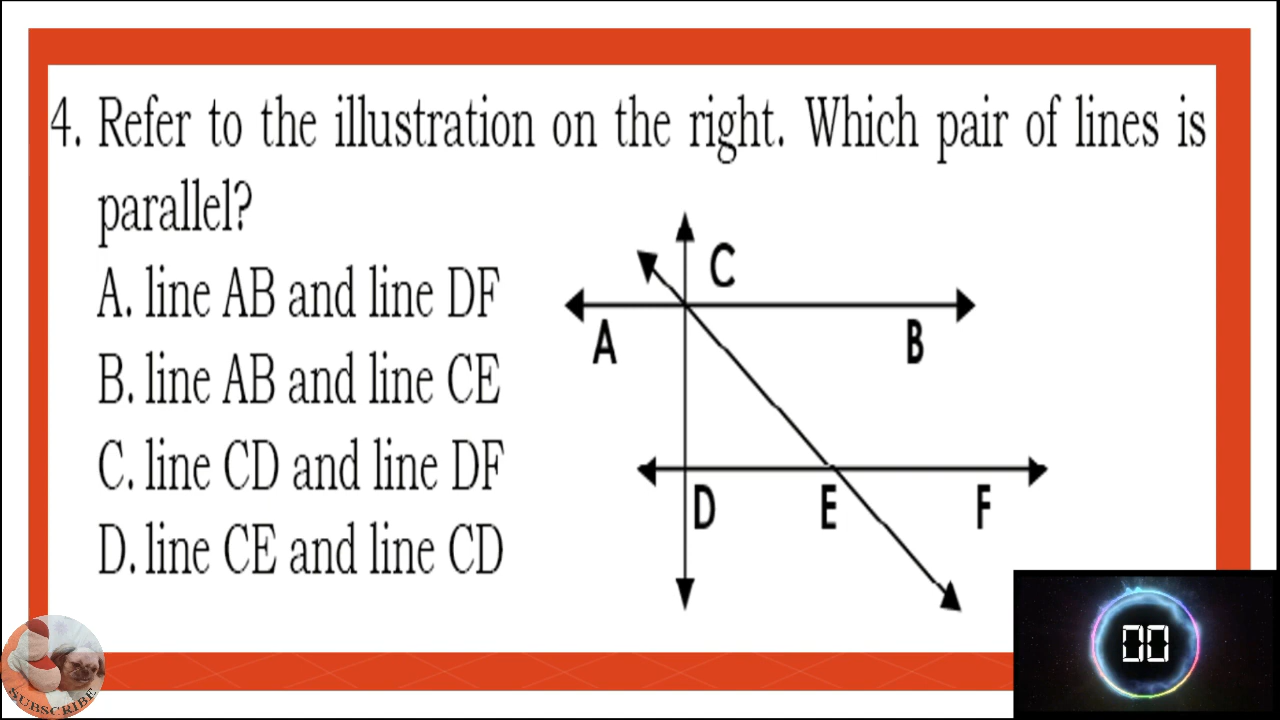 4. Refer to the illustration on the right. Which pair of lines is
parallel?
A. line AB and line DF
B. line AB and line CE
C. line CD and line DF
D. line CE and line CD
C
A
B
D
E
F
00
SUBSCRIBE